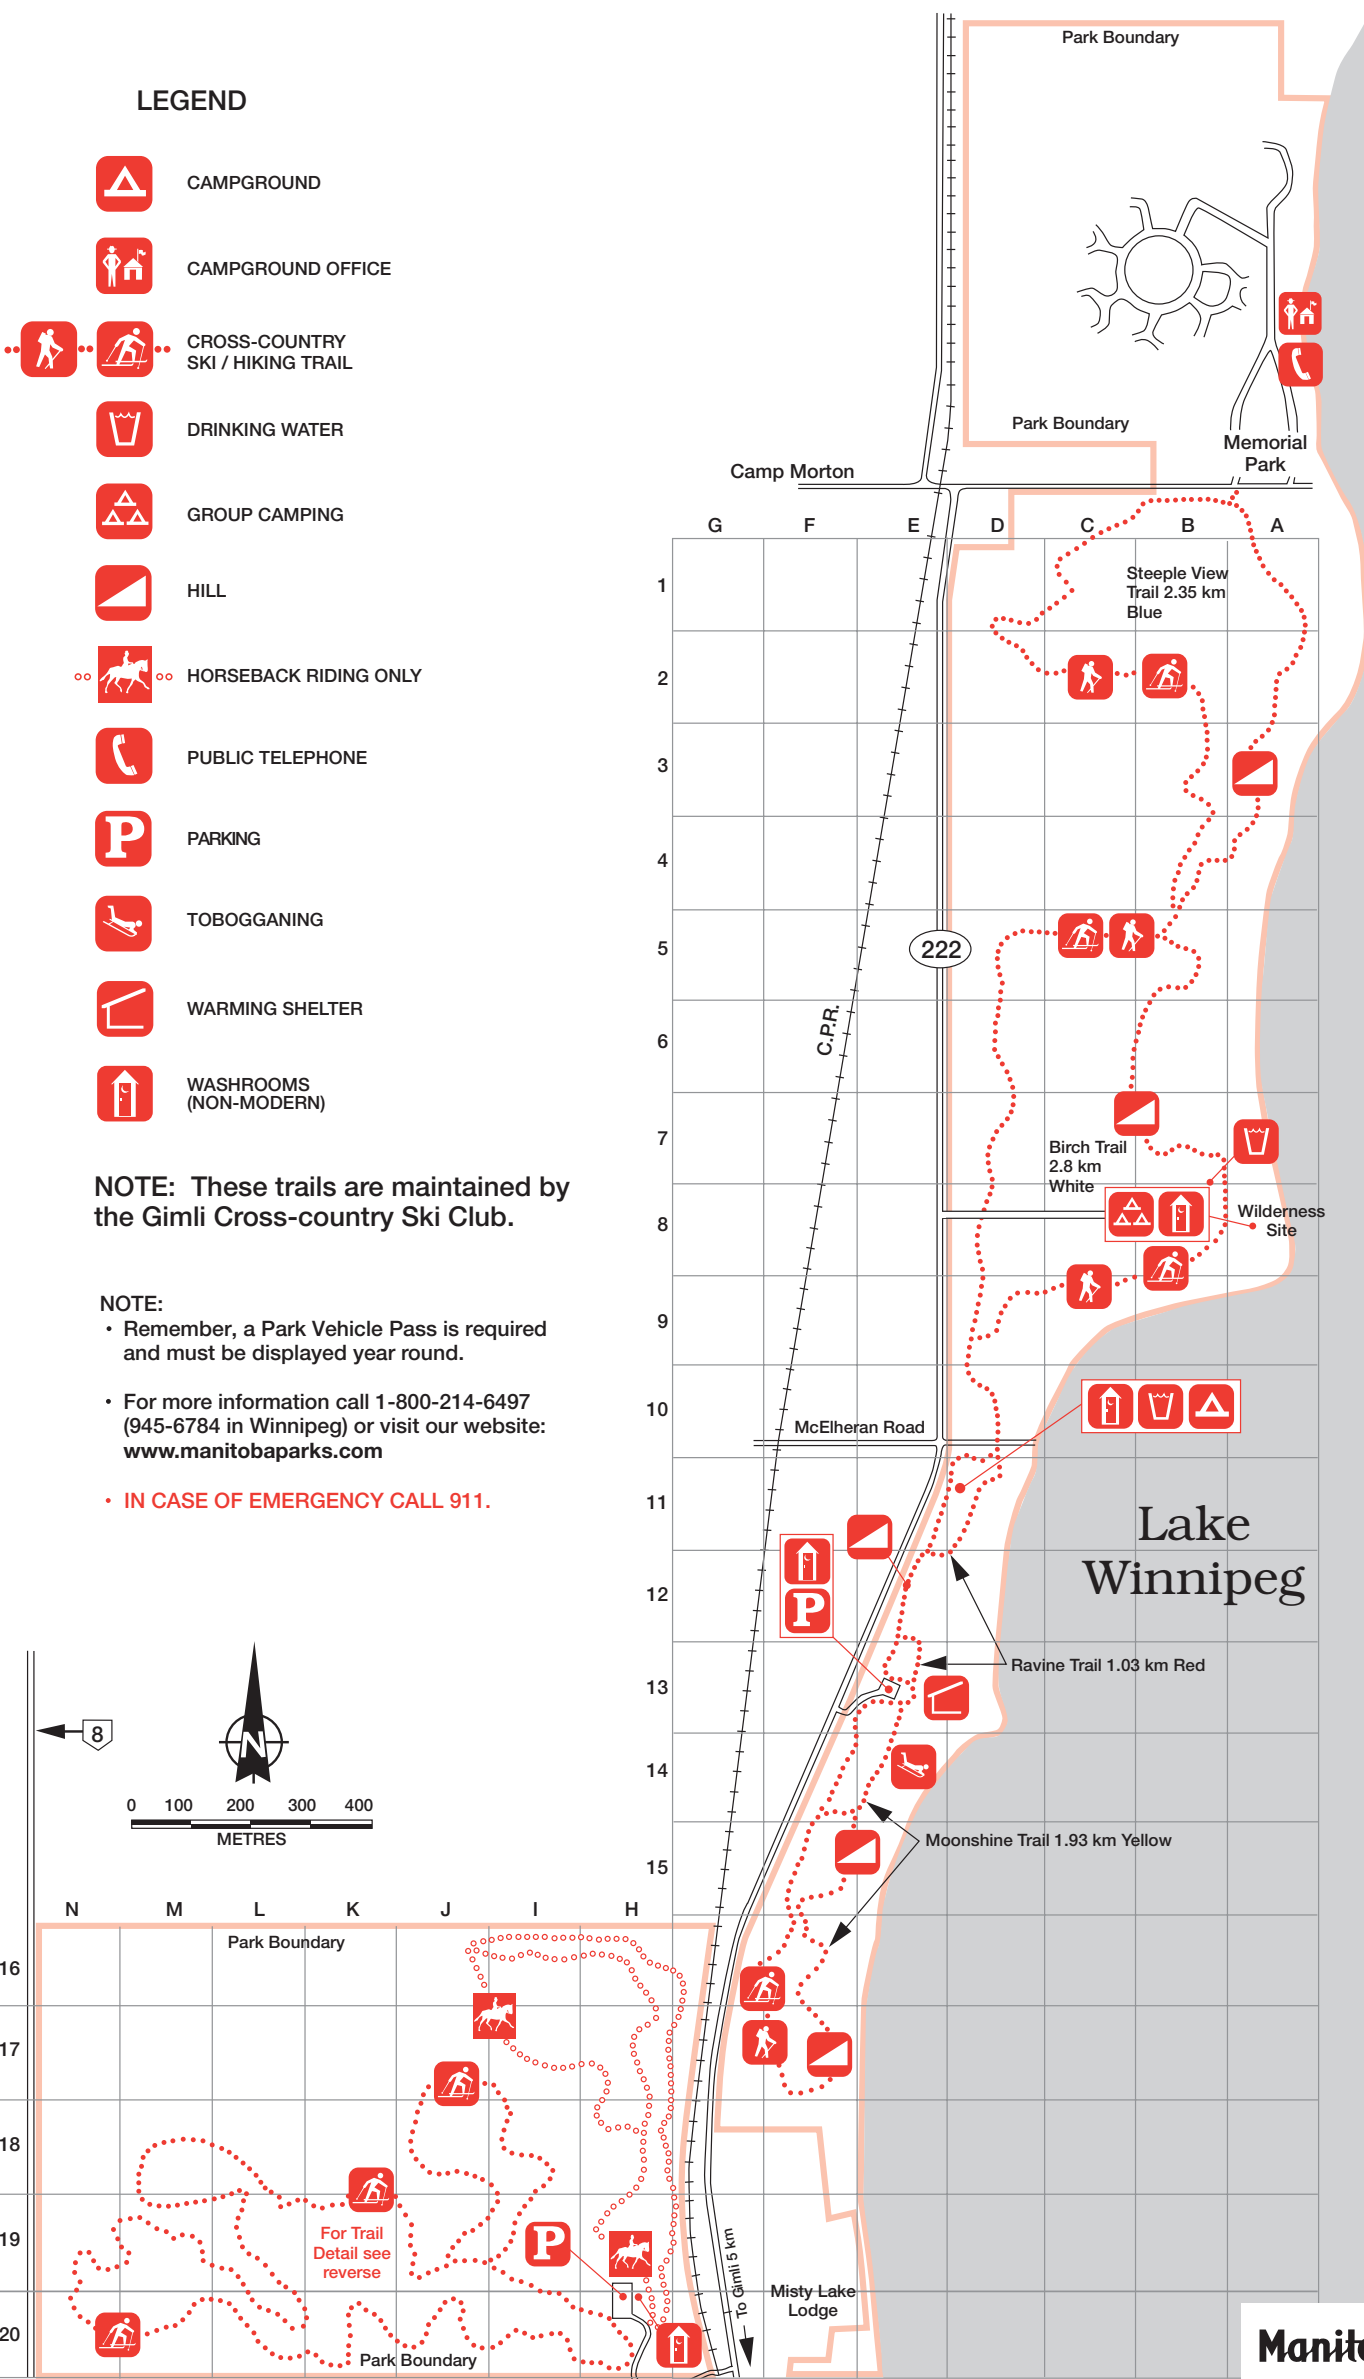 LEGEND
CAMPGROUND
CAMPGROUND OFFICE
CROSS-COUNTRY
SKI / HIKING TRAIL
DRINKING WATER
GROUP CAMPING
HILL
HORSEBACK RIDING ONLY
PUBLIC TELEPHONE
P PARKING
TOBOGGANING
WARMING SHELTER
WASHROOMS
(NON-MODERN)
NOTE: These trails are maintained by
the Gimli Cross-country Ski Club.
NOTE:
• Remember, a Park Vehicle Pass is required
and must be displayed year round.
• For more information call 1-800-214-6497
(945-6784 in Winnipeg) or visit our website:
www.manitobaparks.com
• IN CASE OF EMERGENCY CALL 911.
8
N
0 100 200 300 400
METRES
Park Boundary
Park Boundary
Memorial
Park
Camp Morton
G F E D C B A
1
Steeple View
Trail 2.35 km
Blue
2
3
4
5
222
6
C.P.R.
7
Birch Trail
2.8 km
White
8
Wilderness
Site
9
10
McElheran Road
11
Lake
Winnipeg
12
P
Ravine Trail 1.03 km Red
13
14
Moonshine Trail 1.93 km Yellow
15
N M L K J I H
Park Boundary
16
17
18
19
For Trail
Detail see
reverse
P
To Gimli 5 km
Misty Lake
Lodge
20
Park Boundary